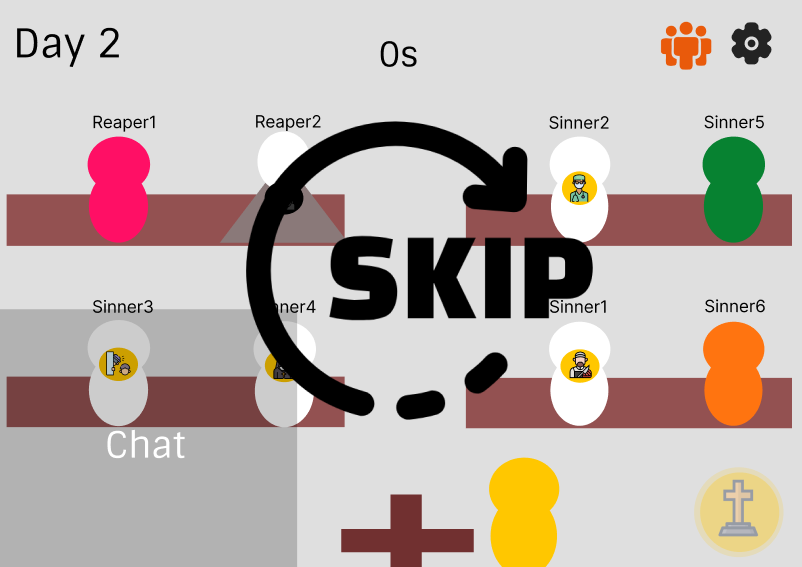 Day 2
0s
Reaper1
Reaper2
Sinner2
Sinner5
SKIP
Sinner3
Sinner1
Sinner6
Chat